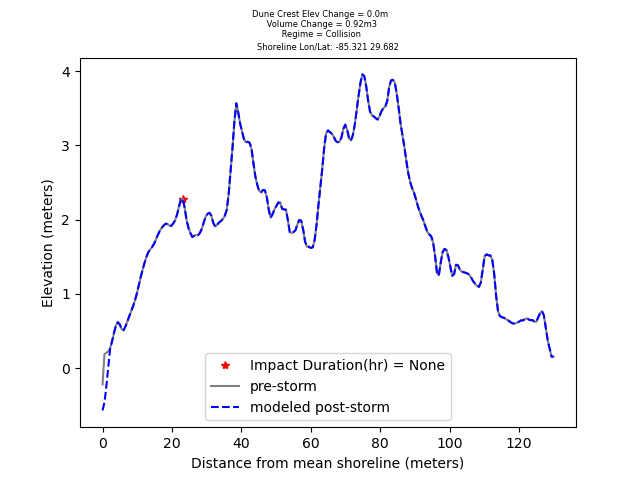 Dune Crest Elev Change = 0.0m
Volume Change = 0.92m3
Regime = Collision
Shoreline Lon/Lat: -85.321 29.682
4
3
2
1
0
Elevation (meters)
Impact Duration(hr) = None
pre-storm
modeled post-storm
0 20 40 60 80 100 120
Distance from mean shoreline (meters)